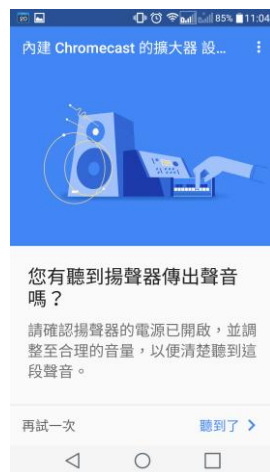 85% 11:04
內建 Chromecast 的擴大器 設...
您有聽到揚聲器傳出聲音
嗎？
請確認揚聲器的電源已開啟，並調
整至合理的音量，以便清楚聽到這
段聲音。
再試一次 聽到了